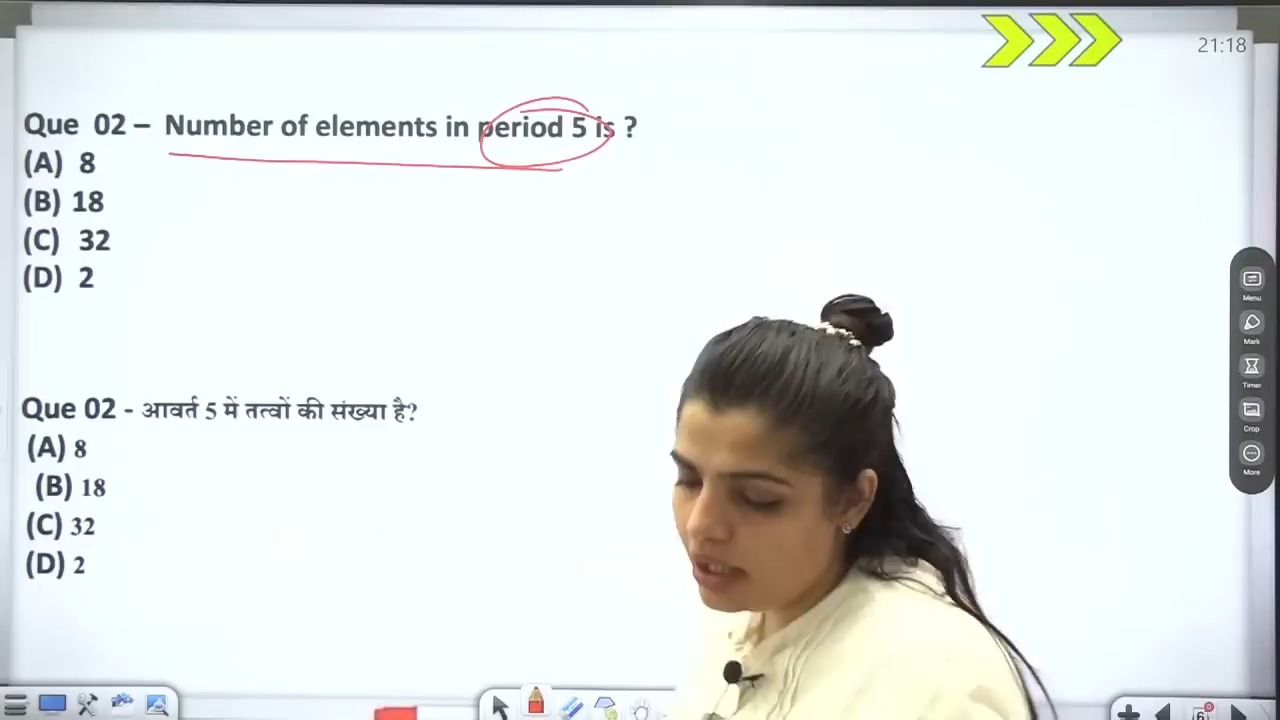 21:18
Que 02 – Number of elements in period 5 is ?
(A) 8
(B) 18
(C) 32
(D) 2
Que 02 - आवर्त 5 में तत्वों की संख्या है?
(A) 8
(B) 18
(C) 32
(D) 2
Menu
Mark
Timer
Crop
More